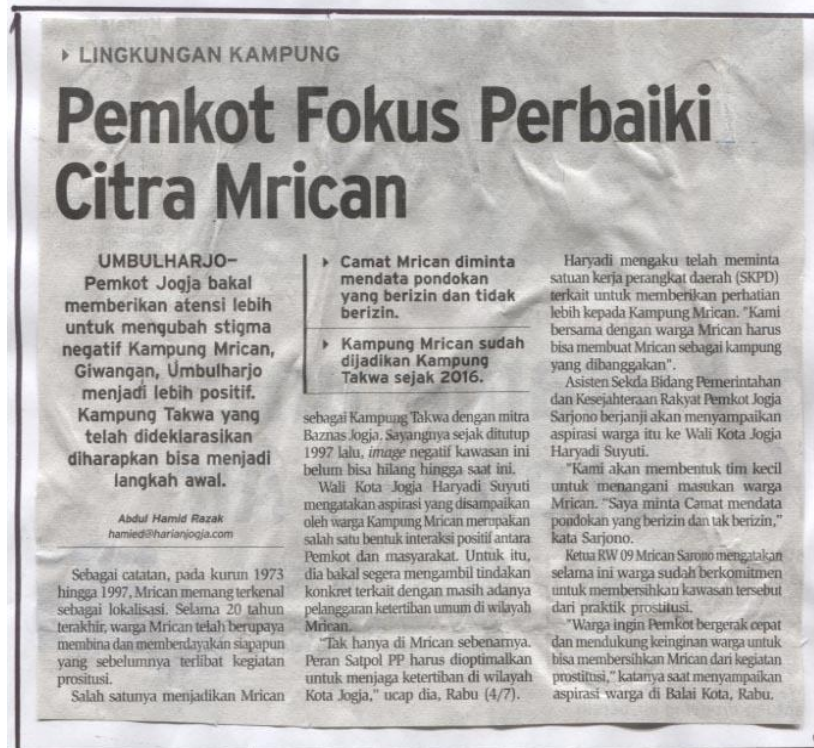 ▸ LINGKUNGAN KAMPUNG
Pemkot Fokus Perbaiki
Citra Mrican
UMBULHARJO—
Pemkot Jogja bakal
memberikan atensi lebih
untuk mengubah stigma
negatif Kampung Mrican,
Giwangan, Umbulharjo
menjadi lebih positif.
Kampung Takwa yang
telah dideklarasikan
diharapkan bisa menjadi
langkah awal.
Abdul Hamid Razak
hamied@harianjogja.com
Sebagai catatan, pada kurun 1973
hingga 1997, Mrican memang terkenal
sebagai lokalisasi. Selama 20 tahun
terakhir, warga Mrican telah berupaya
membina dan memberdayakan siapapun
yang sebelumnya terlibat kegiatan
prositusi.
Salah satunya menjadikan Mrican
▸ Camat Mrican diminta
mendata pondokan
yang berizin dan tidak
berizin.
▸ Kampung Mrican sudah
dijadikan Kampung
Takwa sejak 2016.
sebagai Kampung Takwa dengan mitra
Baznas Jogja. Sayangnya sejak ditutup
1997 lalu, image negatif kawasan ini
belum bisa hilang hingga saat ini.
Wali Kota Jogja Haryadi Suyuti
mengatakan aspirasi yang disampaikan
oleh warga Kampung Mrican merupakan
salah satu bentuk interaksi positif antara
Pemkot dan masyarakat. Untuk itu,
dia bakal segera mengambil tindakan
konkret terkait dengan masih adanya
pelanggaran ketertiban umum di wilayah
Mrican.
"Tak hanya di Mrican sebenarnya.
Peran Satpol PP harus dioptimalkan
untuk menjaga ketertiban di wilayah
Kota Jogja," ucap dia, Rabu (4/7).
Haryadi mengaku telah meminta
satuan kerja perangkat daerah (SKPD)
terkait untuk memberikan perhatian
lebih kepada Kampung Mrican. "Kami
bersama dengan warga Mrican harus
bisa membuat Mrican sebagai kampung
yang dibanggakan".
Asisten Sekda Bidang Pemerintahan
dan Kesejahteraan Rakyat Pemkot Jogja
Sarjono berjanji akan menyampaikan
aspirasi warga itu ke Wali Kota Jogja
Haryadi Suyuti.
"Kami akan membentuk tim kecil
untuk menangani masukan warga
Mrican. "Saya minta Camat mendata
pondokan yang berizin dan tak berizin,"
kata Sarjono.
Ketua RW 09 Mrican Sarono mengatakan
selama ini warga sudah berkomitmen
untuk membersihkan kawasan tersebut
dari praktik prostitusi.
"Warga ingin Pemkot bergerak cepat
dan mendukung keinginan warga untuk
bisa membersihkan Mrican dari kegiatan
prostitusi," katanya saat menyampaikan
aspirasi warga di Balai Kota, Rabu.